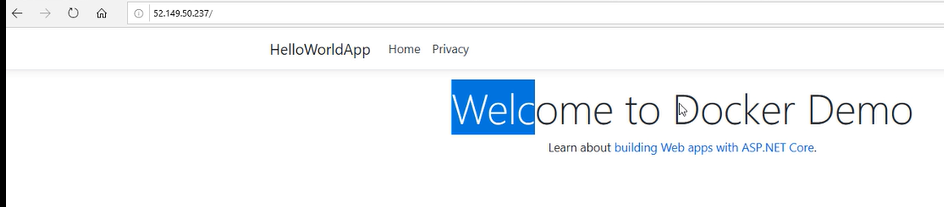 52.149.50.237/
HelloWorldApp Home Privacy
Welcome to Docker Demo
Learn about building Web apps with ASP.NET Core.